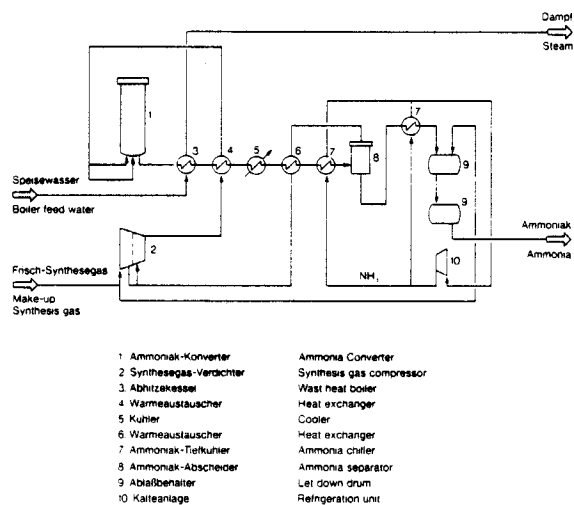 Dampf
Steam
1
3
4
5
6
7
8
7
9
9
Speisewasser
Boiler feed water
2
Ammoniak
Ammonia
10
NH3
Frisch-Synthesegas
Make-up
Synthesis gas
1 Ammoniak-Konverter Ammonia Converter
2 Synthesegas-Verdichter Synthesis gas compressor
3 Abhitzekessel Wast heat boiler
4 Warmeaustauscher Heat exchanger
5 Kuhler Cooler
6 Warmeaustauscher Heat exchanger
7 Ammoniak-Tiefkuhler Ammonia chiller
8 Ammoniak-Abscheider Ammonia separator
9 Ablaßbehalter Let down drum
10 Kalteanlage Refrigeration unit